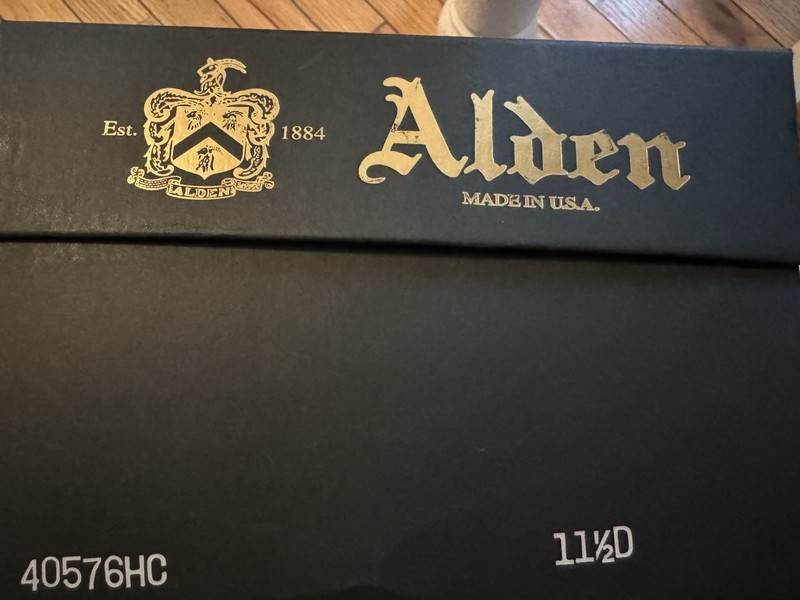 Est. 1884
ALDEN
Alden
MADE IN U.S.A.
40576HC
11½D